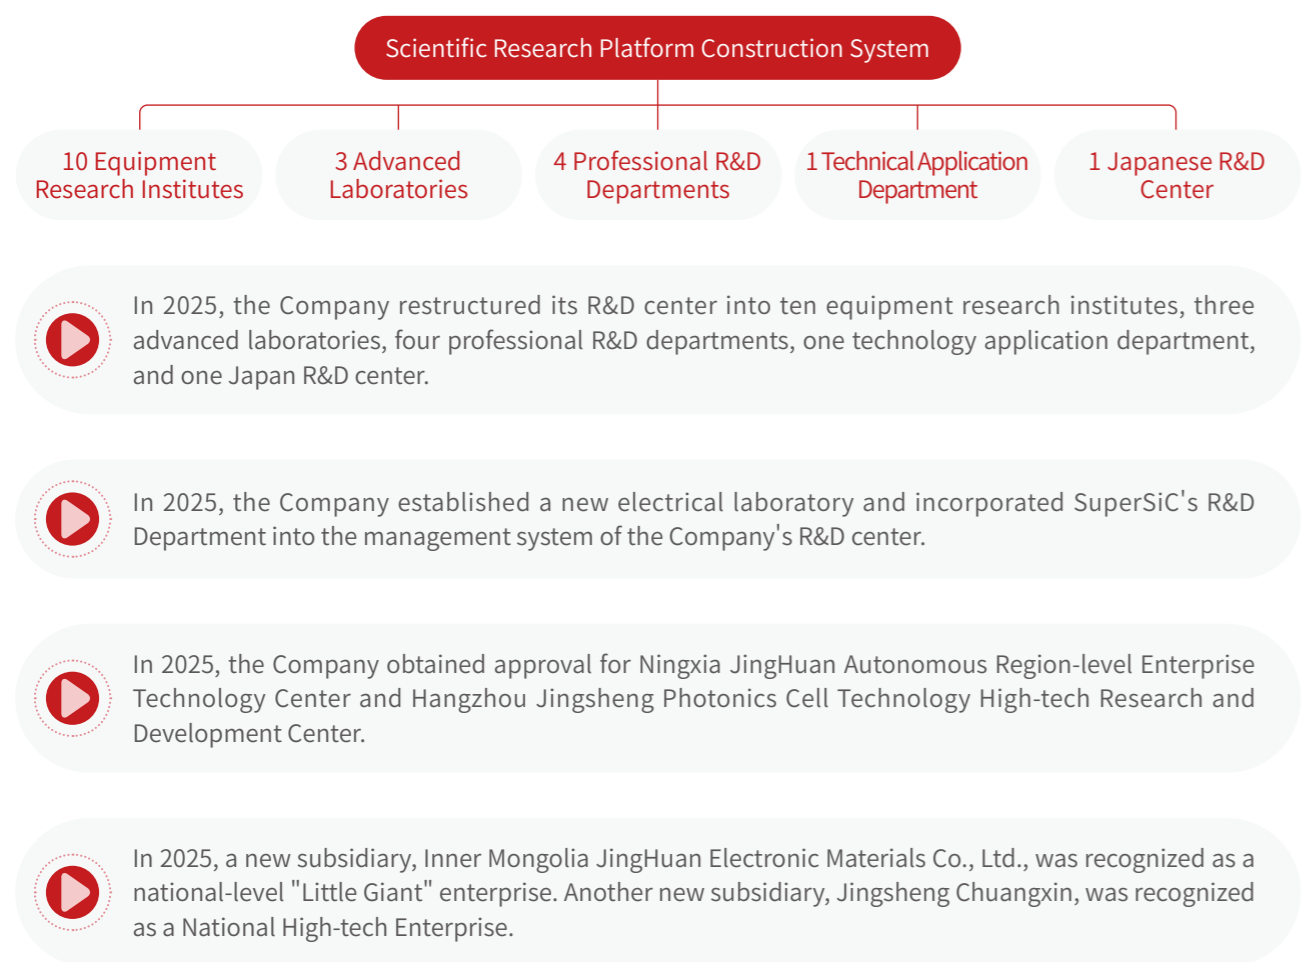 Scientific Research Platform Construction System
10 Equipment
Research Institutes
3 Advanced
Laboratories
4 Professional R&D
Departments
1 Technical Application
Department
1 Japanese R&D
Center
In 2025, the Company restructured its R&D center into ten equipment research institutes, three
advanced laboratories, four professional R&D departments, one technology application department,
and one Japan R&D center.
In 2025, the Company established a new electrical laboratory and incorporated SuperSiC's R&D
Department into the management system of the Company's R&D center.
In 2025, the Company obtained approval for Ningxia JingHuan Autonomous Region-level Enterprise
Technology Center and Hangzhou Jingsheng Photonics Cell Technology High-tech Research and
Development Center.
In 2025, a new subsidiary, Inner Mongolia JingHuan Electronic Materials Co., Ltd., was recognized as a
national-level "Little Giant" enterprise. Another new subsidiary, Jingsheng Chuangxin, was recognized
as a National High-tech Enterprise.